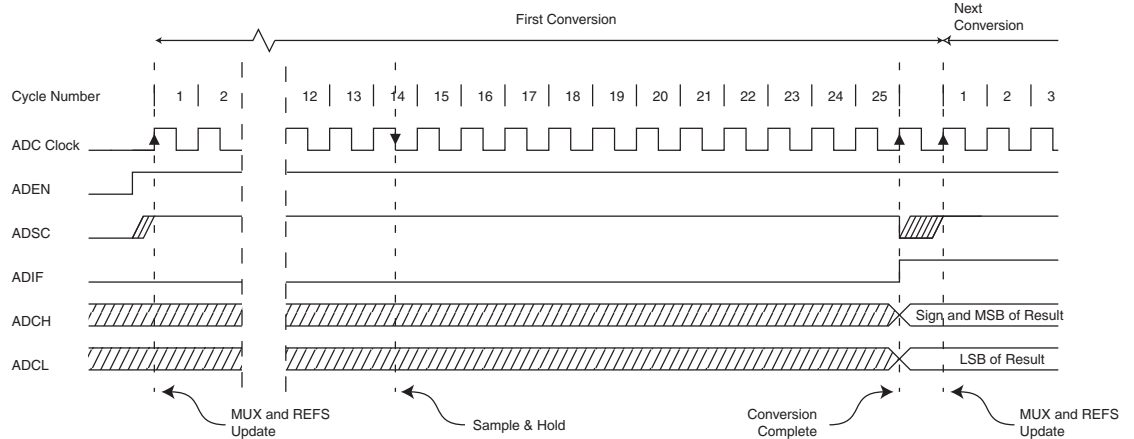 First Conversion
Next
Conversion
Cycle Number 1 2 12 13 14 15 16 17 18 19 20 21 22 23 24 25 1 2 3
ADC Clock
ADEN
ADSC
ADIF
ADCH Sign and MSB of Result
ADCL LSB of Result
MUX and REFS
Update
Sample & Hold
Conversion
Complete
MUX and REFS
Update